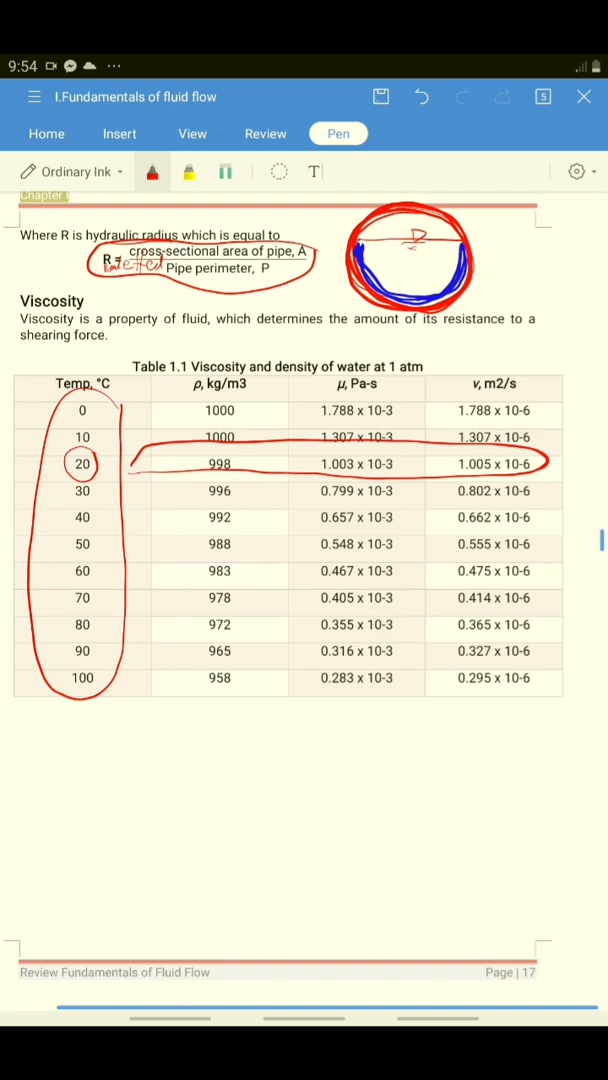 9:54
I.Fundamentals of fluid flow
5
Home Insert View Review Pen
Ordinary Ink T
Chapter I
Where R is hydraulic radius which is equal to
D
R = cross-sectional area of pipe, A
Pipe perimeter, P
Viscosity
Viscosity is a property of fluid, which determines the amount of its resistance to a
shearing force.
Table 1.1 Viscosity and density of water at 1 atm
Temp, °C ρ, kg/m3 μ, Pa-s v, m2/s
0 1000 1.788 x 10-3 1.788 x 10-6
10 1000 1.307 x 10-3 1.307 x 10-6
20 998 1.003 x 10-3 1.005 x 10-6
30 996 0.799 x 10-3 0.802 x 10-6
40 992 0.657 x 10-3 0.662 x 10-6
50 988 0.548 x 10-3 0.555 x 10-6
60 983 0.467 x 10-3 0.475 x 10-6
70 978 0.405 x 10-3 0.414 x 10-6
80 972 0.355 x 10-3 0.365 x 10-6
90 965 0.316 x 10-3 0.327 x 10-6
100 958 0.283 x 10-3 0.295 x 10-6
Review Fundamentals of Fluid Flow Page | 17